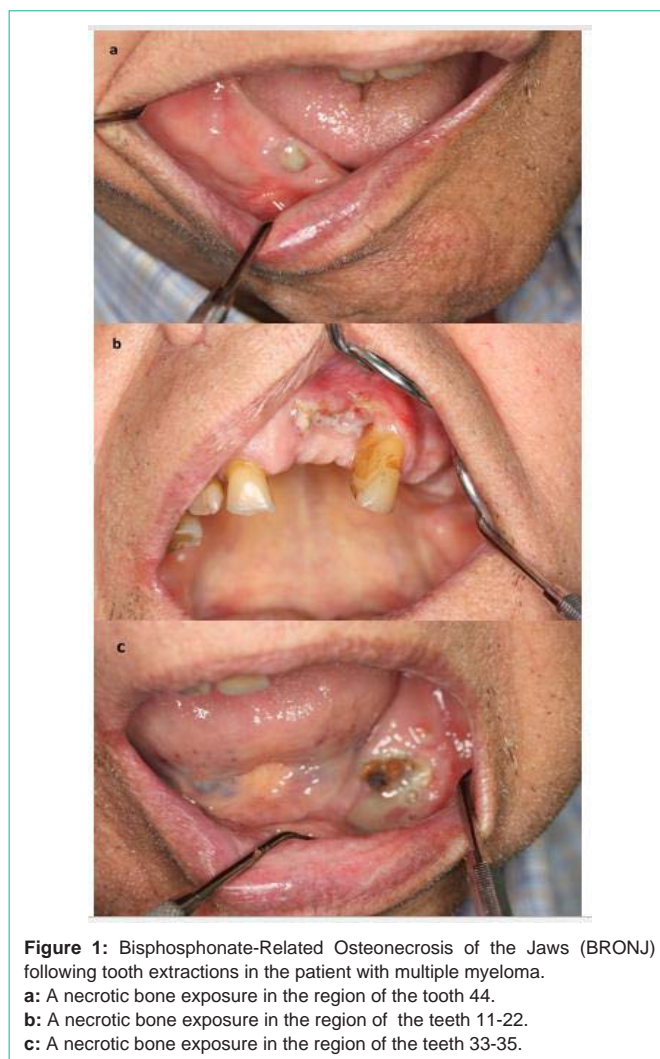 a
b
c
Figure 1: Bisphosphonate-Related Osteonecrosis of the Jaws (BRONJ)
following tooth extractions in the patient with multiple myeloma.
a: A necrotic bone exposure in the region of the tooth 44.
b: A necrotic bone exposure in the region of the teeth 11-22.
c: A necrotic bone exposure in the region of the teeth 33-35.